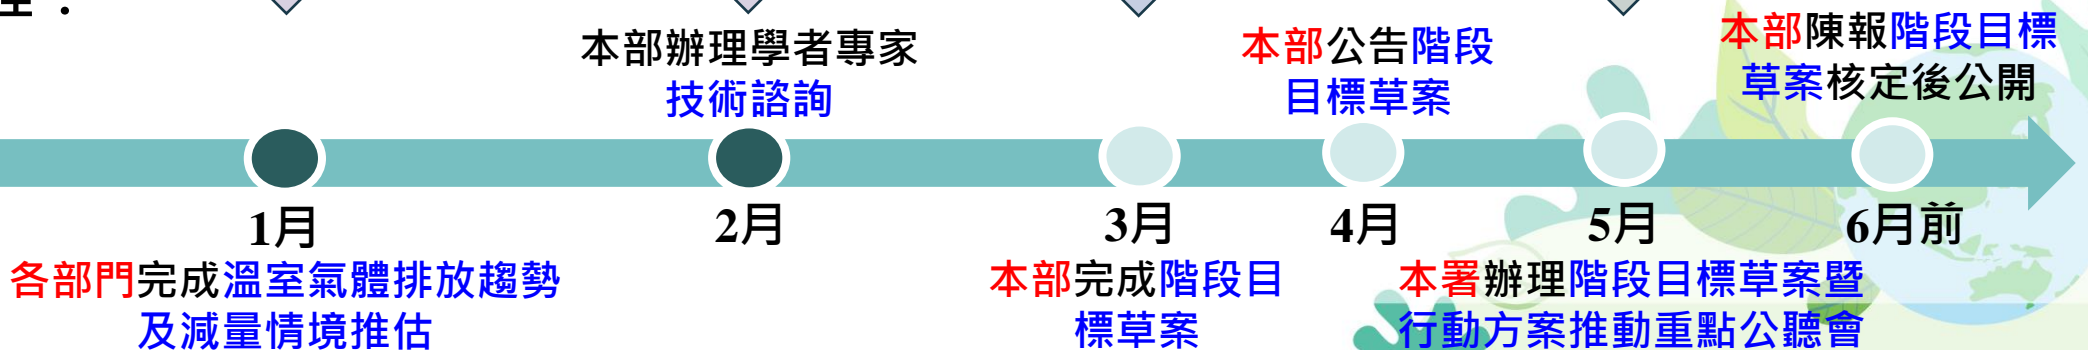 本部辦理學者專家
技術諮詢
本部公告階段
目標草案
本部陳報階段目標
草案核定後公開
1月
2月
3月
4月
5月
6月前
各部門完成溫室氣體排放趨勢
及減量情境推估
本部完成階段目
標草案
本署辦理階段目標草案暨
行動方案推動重點公聽會